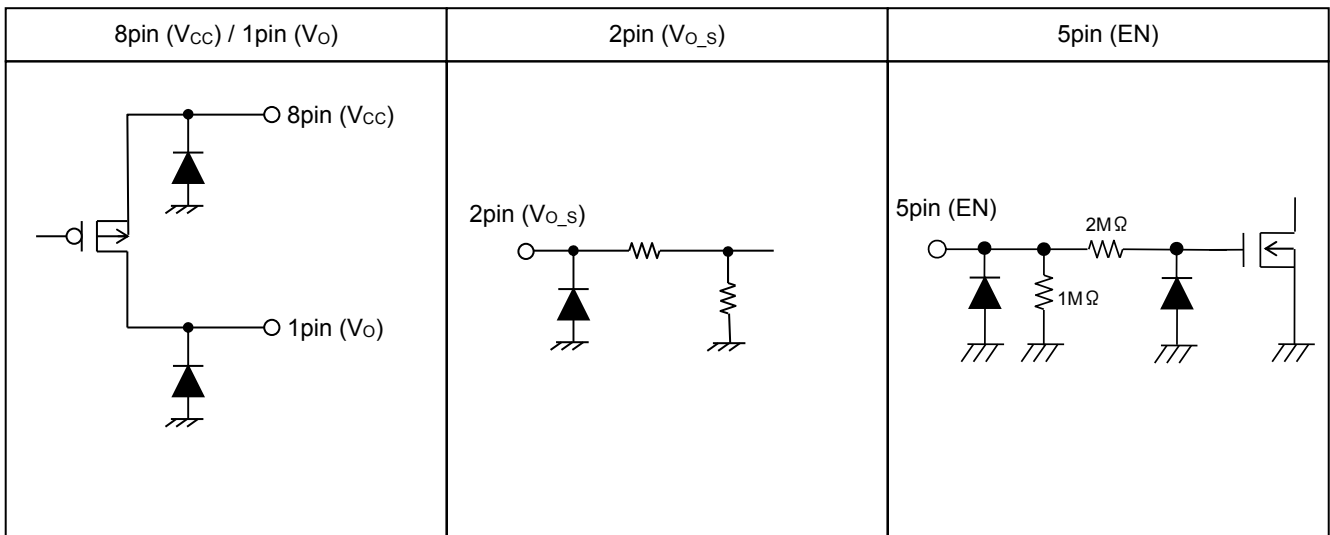 8pin (VCC) / 1pin (VO)
2pin (VO_S)
5pin (EN)
8pin (VCC)
1pin (VO)
2pin (VO_S)
5pin (EN)
2MΩ
1MΩ